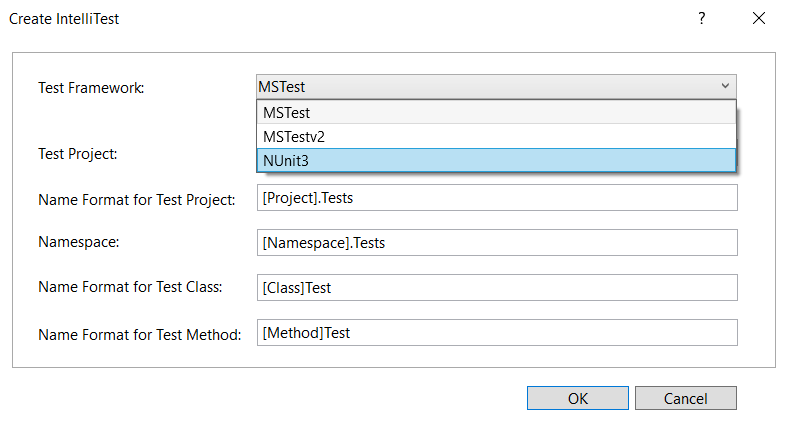 Create IntelliTest ?
Test Framework: MSTest
MSTest
MSTestv2
Test Project: NUnit3
Name Format for Test Project: [Project].Tests
Namespace: [Namespace].Tests
Name Format for Test Class: [Class]Test
Name Format for Test Method: [Method]Test
OK Cancel